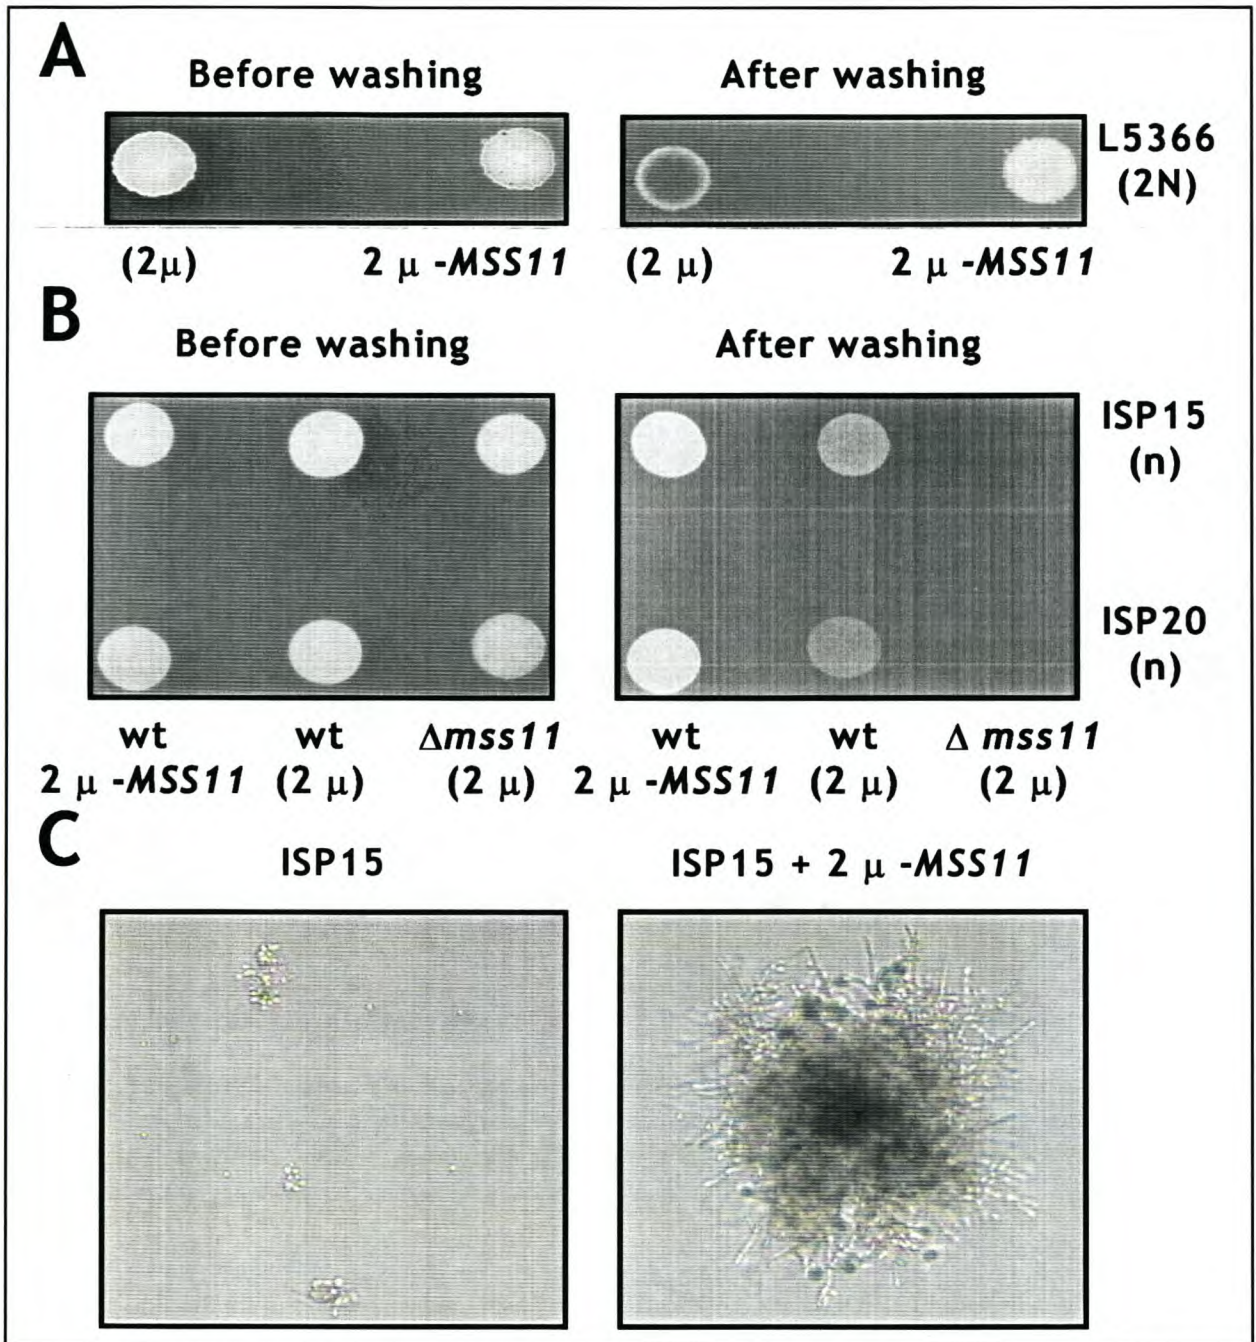 A
Before washing After washing
L5366
(2N)
(2μ) 2 μ -MSS11 (2 μ) 2 μ -MSS11
B
Before washing After washing
ISP15
(n)
ISP20
(n)
wt wt Δmss11 wt wt Δ mss11
2 μ -MSS11 (2 μ) (2 μ) 2 μ -MSS11 (2 μ) (2 μ)
C
ISP15 ISP15 + 2 μ -MSS11